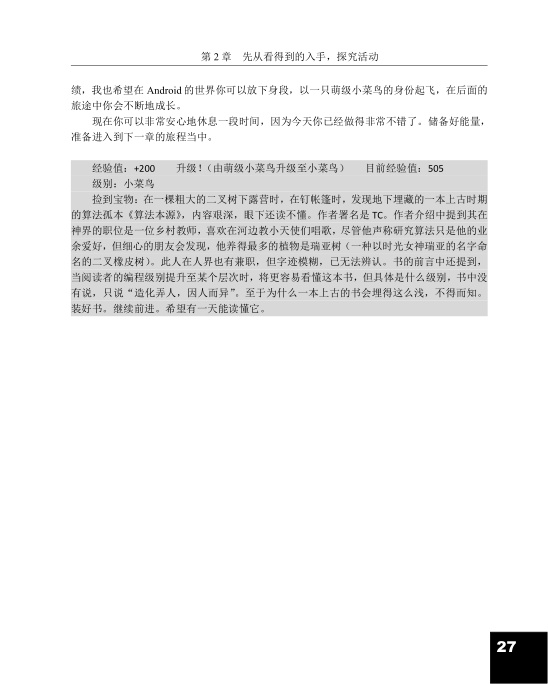 第 2 章 先从看得到的入手，探究活动
绩，我也希望在 Android 的世界你可以放下身段，以一只萌级小菜鸟的身份起飞，在后面的
旅途中你会不断地成长。
现在你可以非常安心地休息一段时间，因为今天你已经做得非常不错了。储备好能量，
准备进入到下一章的旅程当中。
经验值：+200 升级！（由萌级小菜鸟升级至小菜鸟） 目前经验值：505
级别：小菜鸟
捡到宝物：在一棵粗大的二叉树下露营时，在钉帐篷时，发现地下埋藏的一本上古时期
的算法孤本《算法本源》，内容艰深，眼下还读不懂。作者署名是 TC。作者介绍中提到其在
神界的职位是一位乡村教师，喜欢在河边教小天使们唱歌，尽管他声称研究算法只是他的业
余爱好，但细心的朋友会发现，他养得最多的植物是瑞亚树（一种以时光女神瑞亚的名字命
名的二叉橡皮树）。此人在人界也有兼职，但字迹模糊，已无法辨认。书的前言中还提到，
当阅读者的编程级别提升至某个层次时，将更容易看懂这本书，但具体是什么级别，书中没
有说，只说“造化弄人，因人而异”。至于为什么一本上古的书会埋得这么浅，不得而知。
装好书。继续前进。希望有一天能读懂它。
27